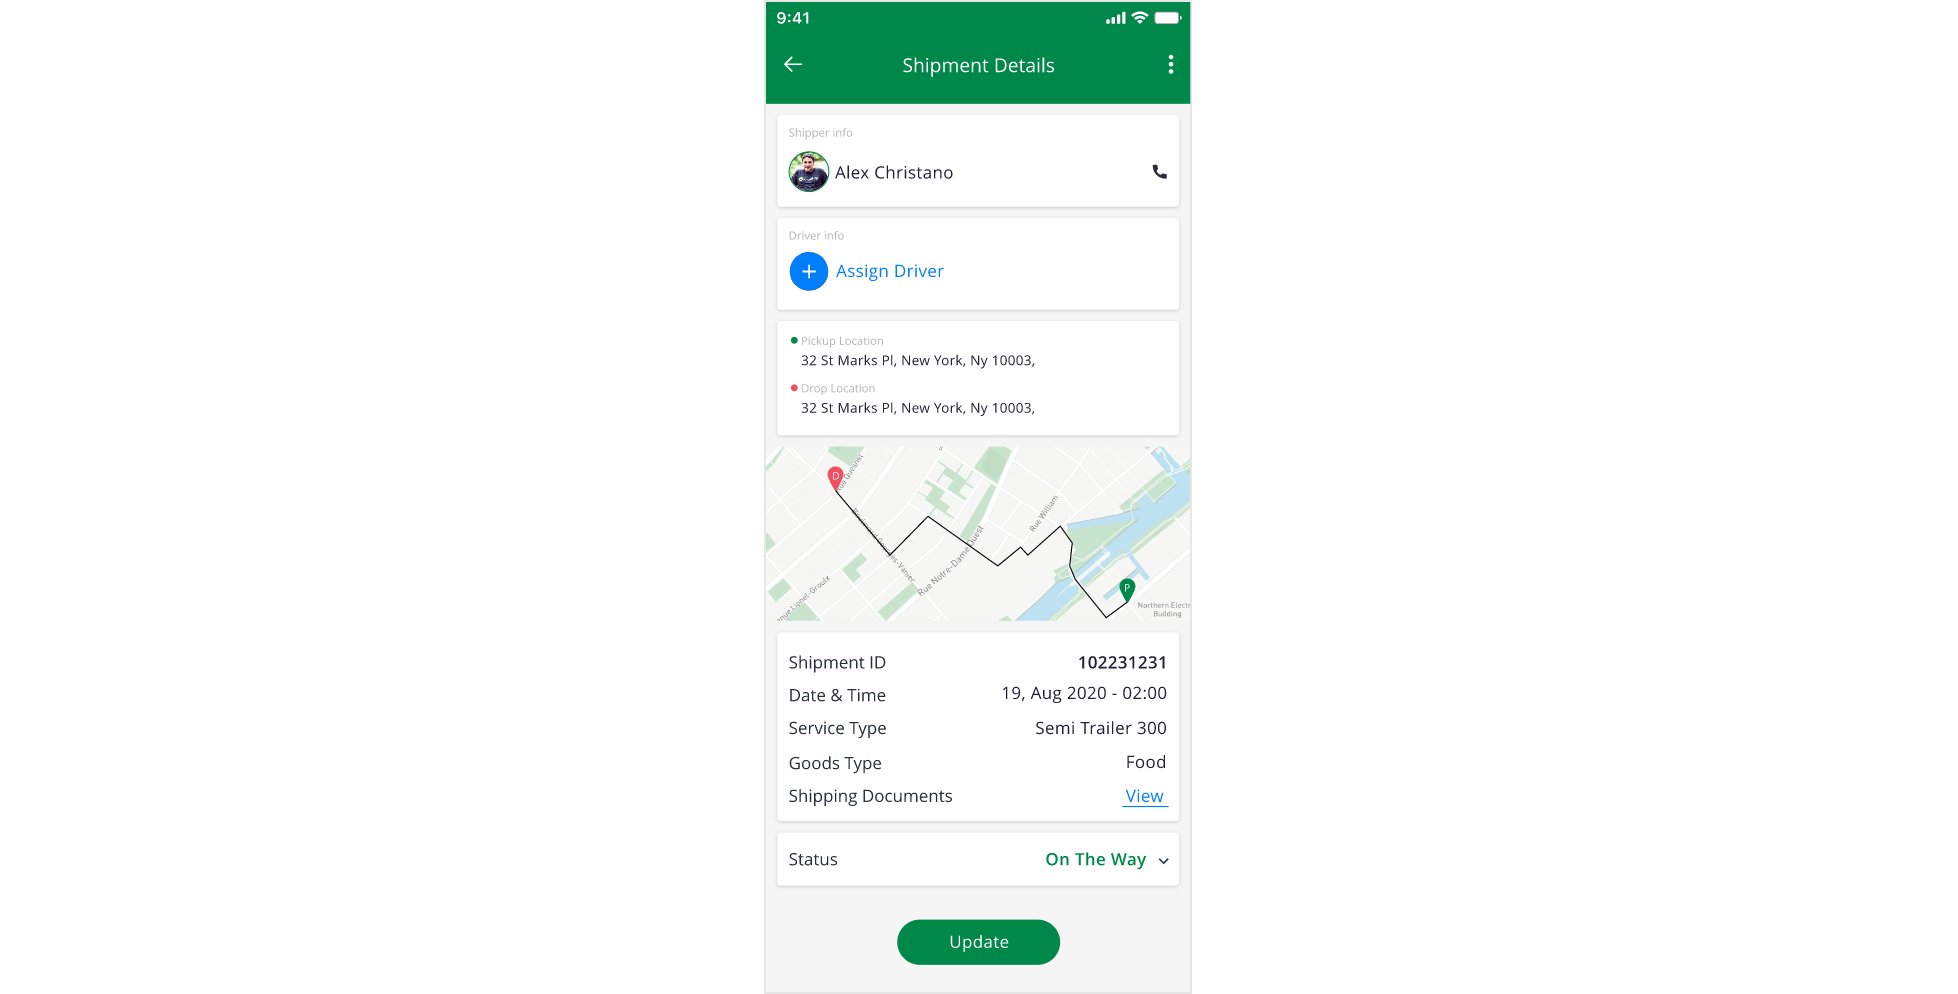 9:41
Shipment Details
Shipper info
Alex Christano
Driver info
Assign Driver
Pickup Location
32 St Marks Pl, New York, Ny 10003,
Drop Location
32 St Marks Pl, New York, Ny 10003,
D
Rue William
Rue Notre-Dame Ouest
P
Northern Electr
Building
Shipment ID 102231231
Date & Time 19, Aug 2020 - 02:00
Service Type Semi Trailer 300
Goods Type Food
Shipping Documents View
Status On The Way
Update